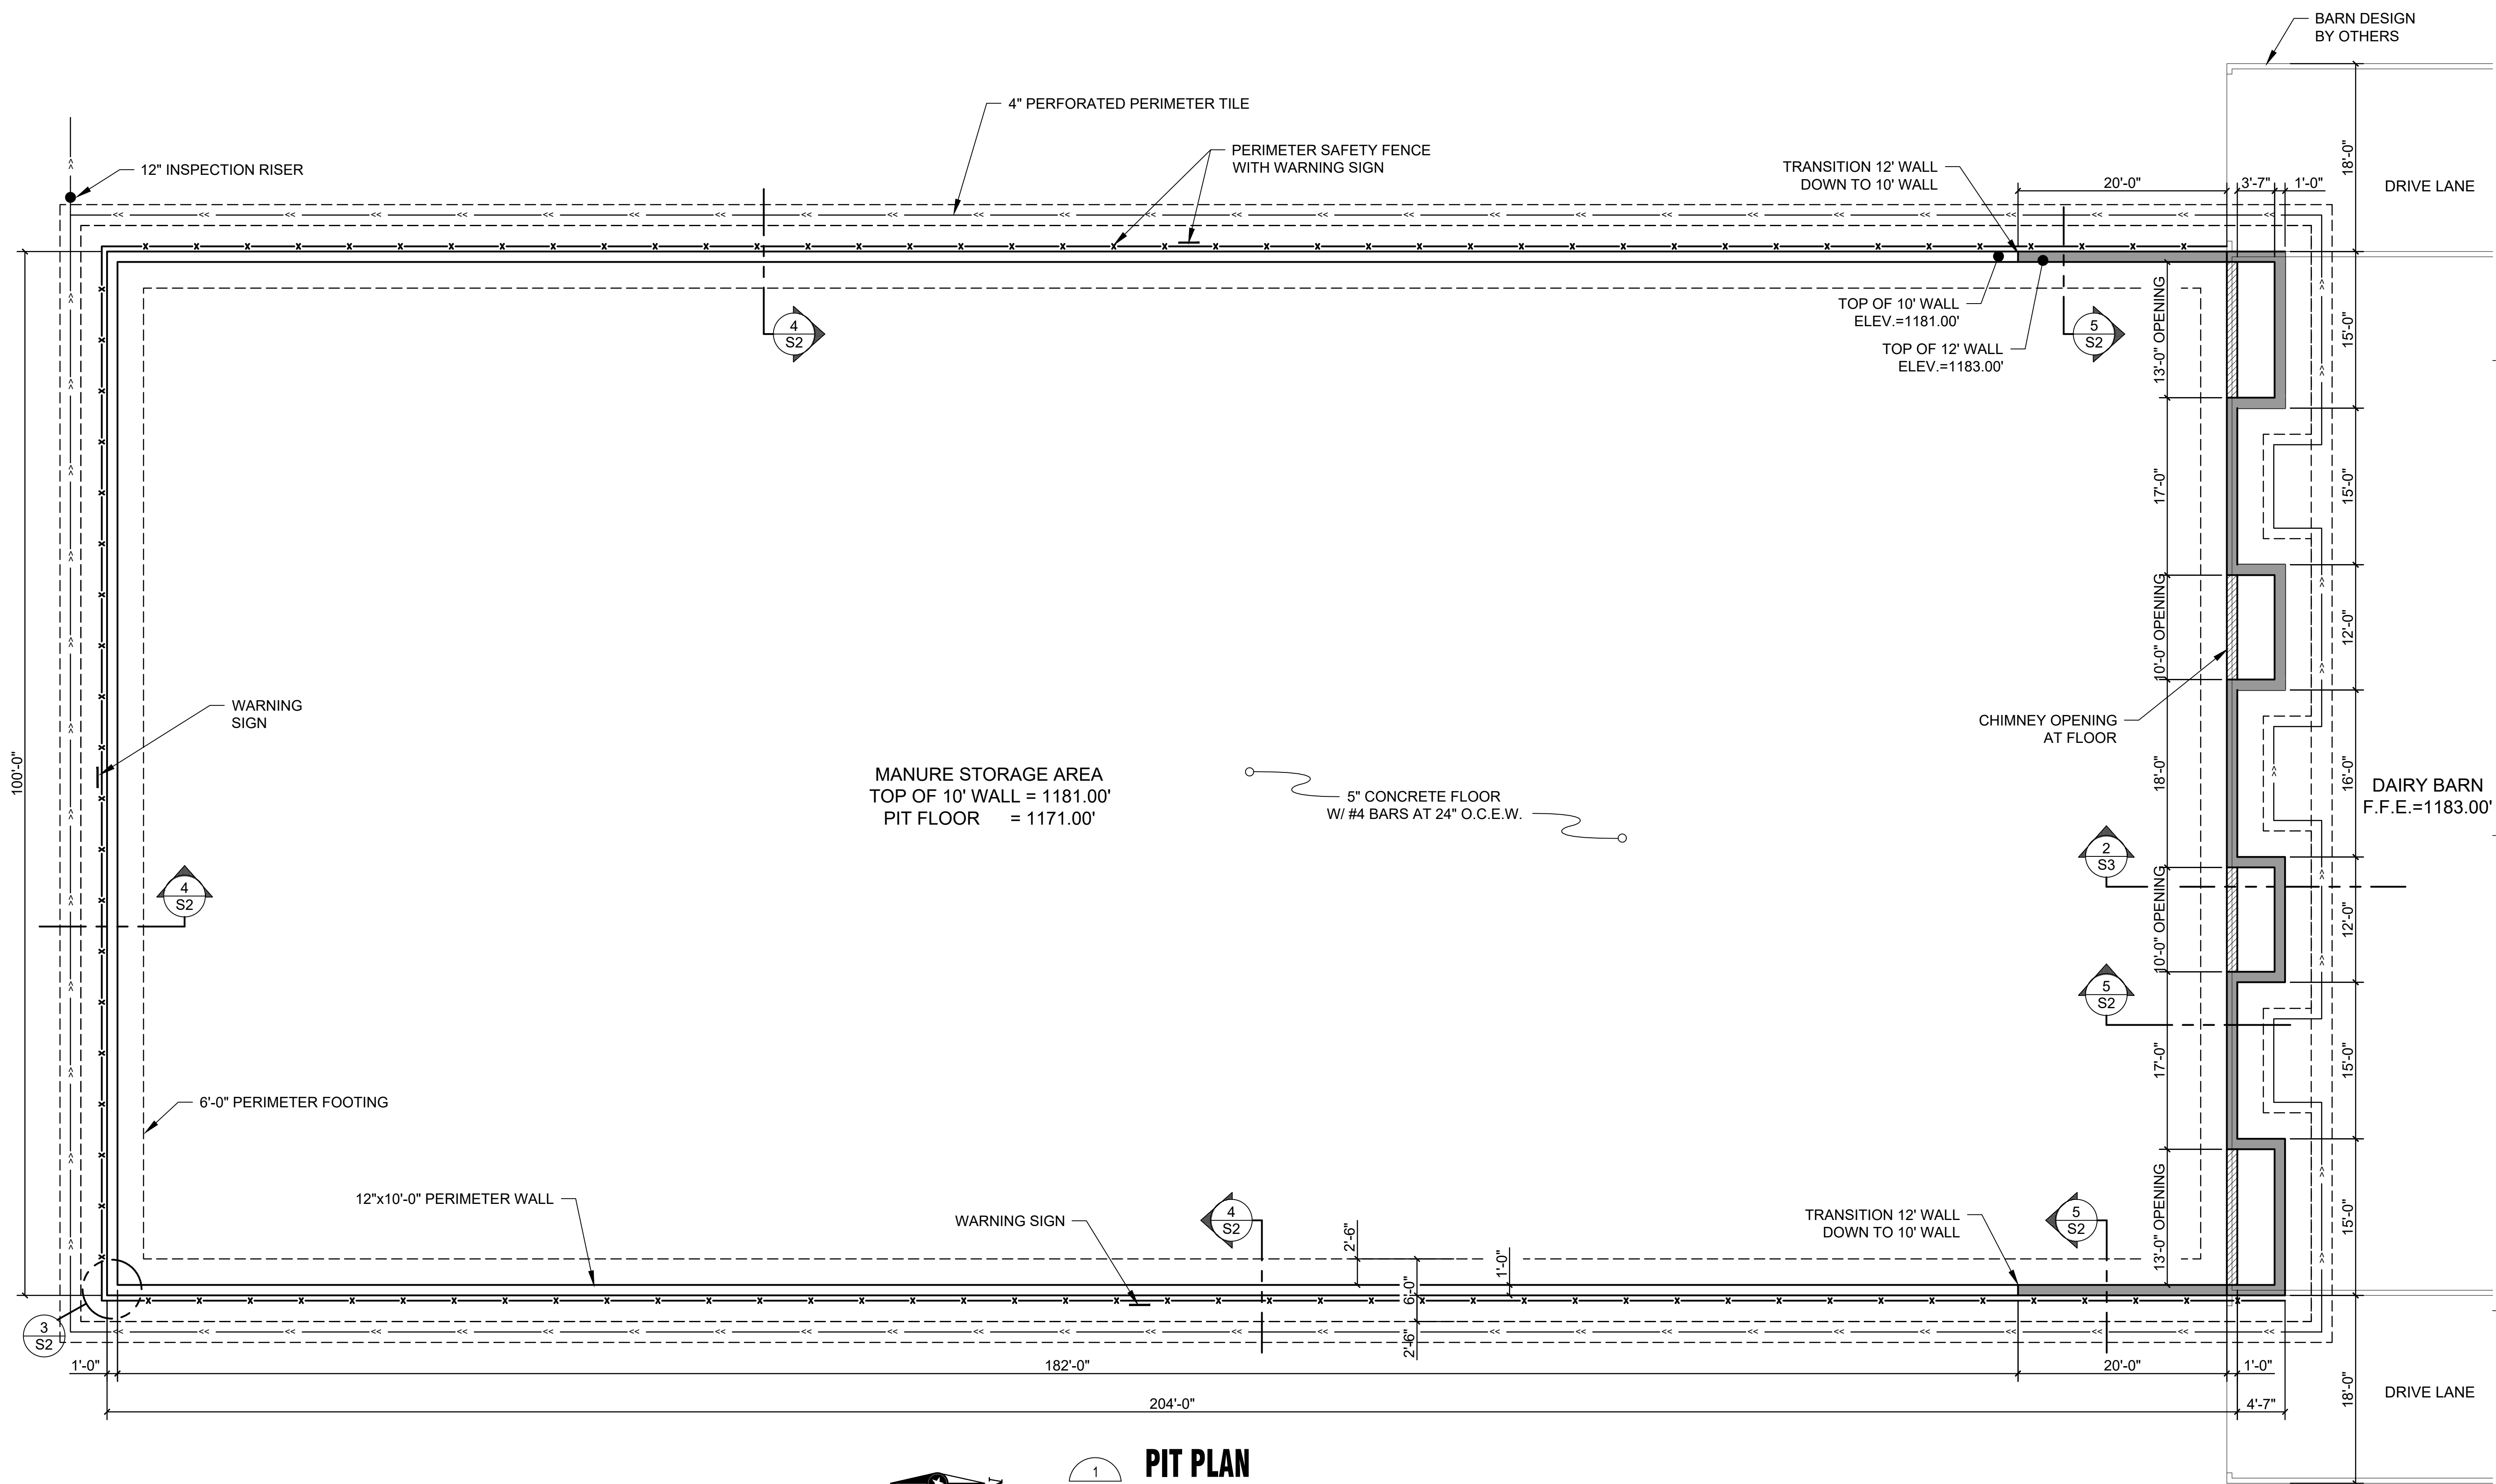 BARN DESIGN
BY OTHERS
4" PERFORATED PERIMETER TILE
12" INSPECTION RISER
PERIMETER SAFETY FENCE
WITH WARNING SIGN
TRANSITION 12' WALL
DOWN TO 10' WALL
20'-0"
3'-7"
1'-0"
18'-0"
DRIVE LANE
TOP OF 10' WALL
ELEV.=1181.00'
TOP OF 12' WALL
ELEV.=1183.00'
4
S2
5
S2
13'-0" OPENING
15'-0"
17'-0"
15'-0"
10'-0" OPENING
12'-0"
WARNING
SIGN
CHIMNEY OPENING
AT FLOOR
100'-0"
MANURE STORAGE AREA
TOP OF 10' WALL = 1181.00'
PIT FLOOR = 1171.00'
5" CONCRETE FLOOR
W/ #4 BARS AT 24" O.C.E.W.
18'-0"
16'-0"
DAIRY BARN
F.F.E.=1183.00'
2
S3
4
S2
10'-0" OPENING
12'-0"
5
S2
17'-0"
15'-0"
6'-0" PERIMETER FOOTING
12"x10'-0" PERIMETER WALL
WARNING SIGN
4
S2
2'-6"
1'-0"
6'-0"
2'-6"
TRANSITION 12' WALL
DOWN TO 10' WALL
5
S2
13'-0" OPENING
15'-0"
3
S2
1'-0"
182'-0"
20'-0"
1'-0"
204'-0"
4'-7"
18'-0"
DRIVE LANE
1
PIT PLAN